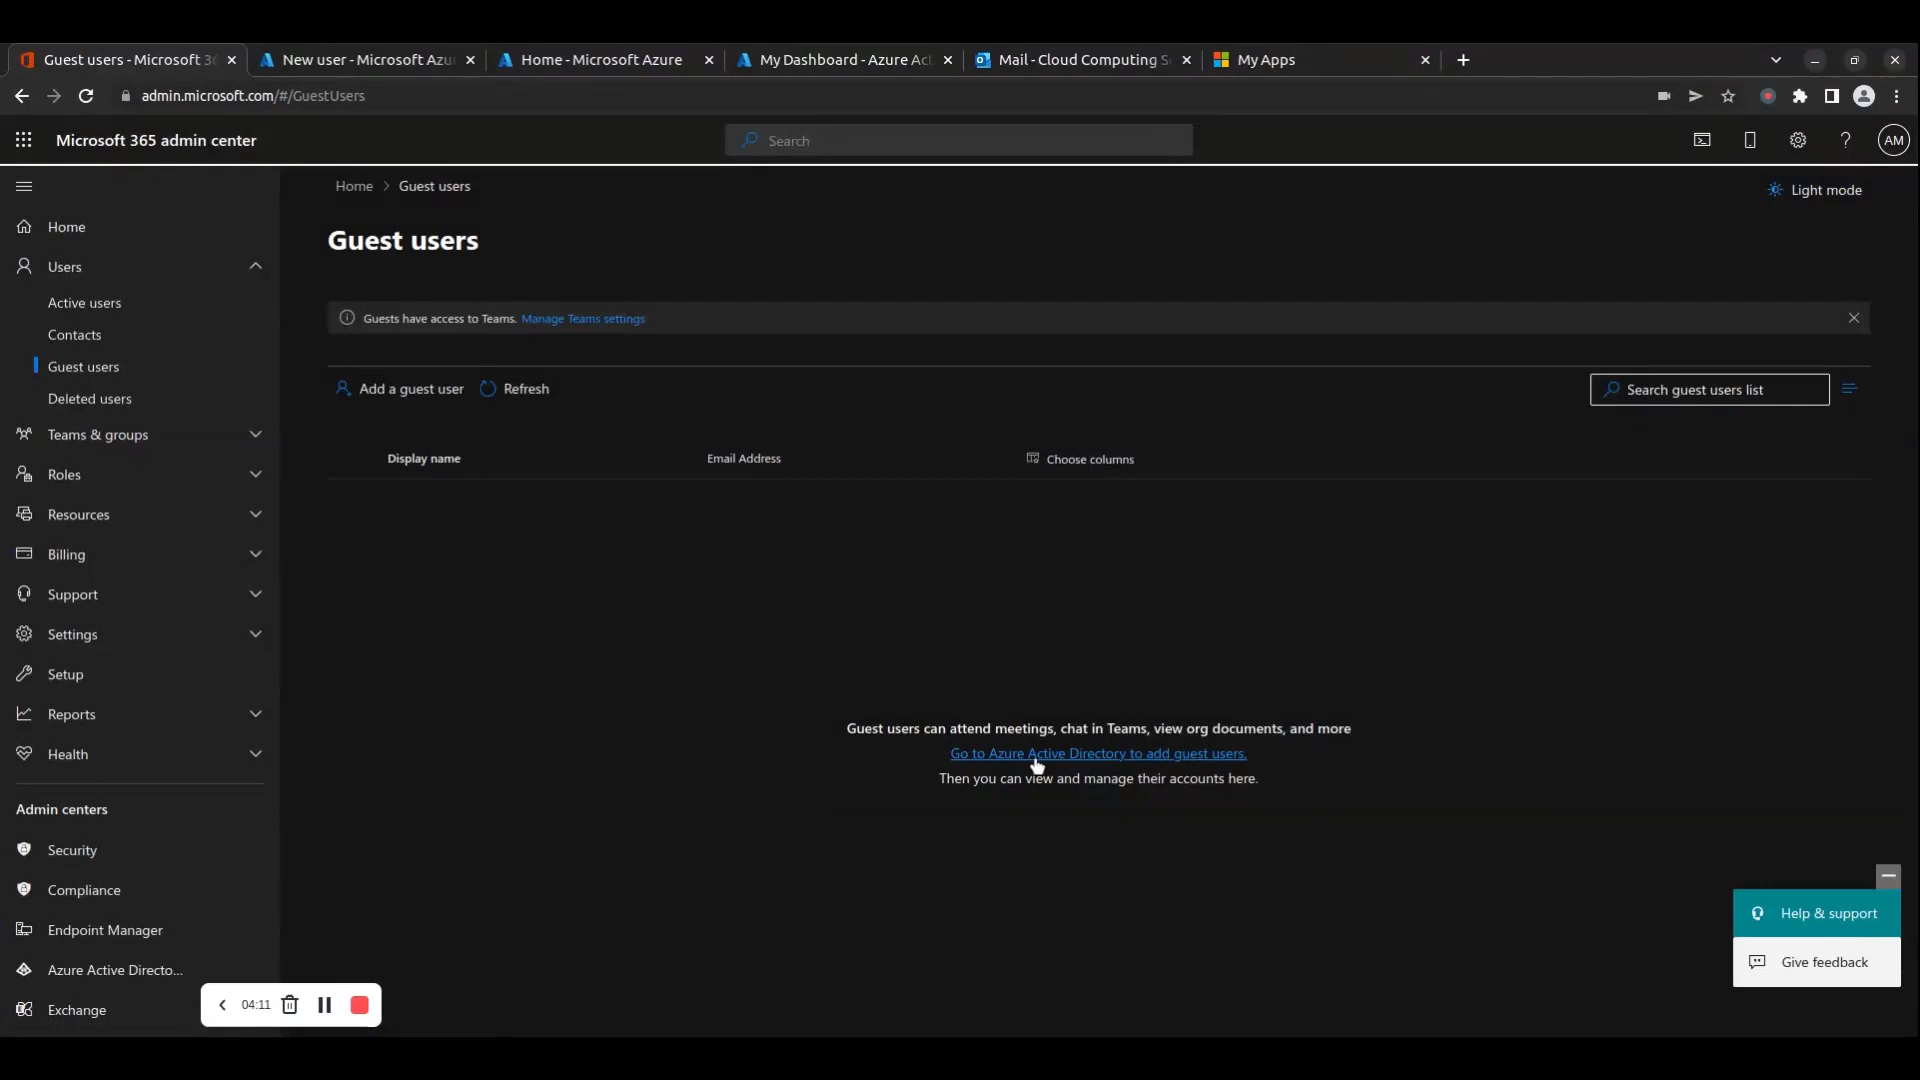 Guest users - Microsoft 36
New user - Microsoft Azu
Home - Microsoft Azure
My Dashboard - Azure Act
Mail - Cloud Computing S
My Apps
admin.microsoft.com/#/GuestUsers
Microsoft 365 admin center
Search
AM
Home > Guest users
Light mode
Guest users
Guests have access to Teams. Manage Teams settings
Add a guest user
Refresh
Search guest users list
Display name
Email Address
Choose columns
Guest users can attend meetings, chat in Teams, view org documents, and more
Go to Azure Active Directory to add guest users.
Then you can view and manage their accounts here.
Home
Users
Active users
Contacts
Guest users
Deleted users
Teams & groups
Roles
Resources
Billing
Support
Settings
Setup
Reports
Health
Admin centers
Security
Compliance
Endpoint Manager
Azure Active Directo...
Exchange
04:11
Help & support
Give feedback